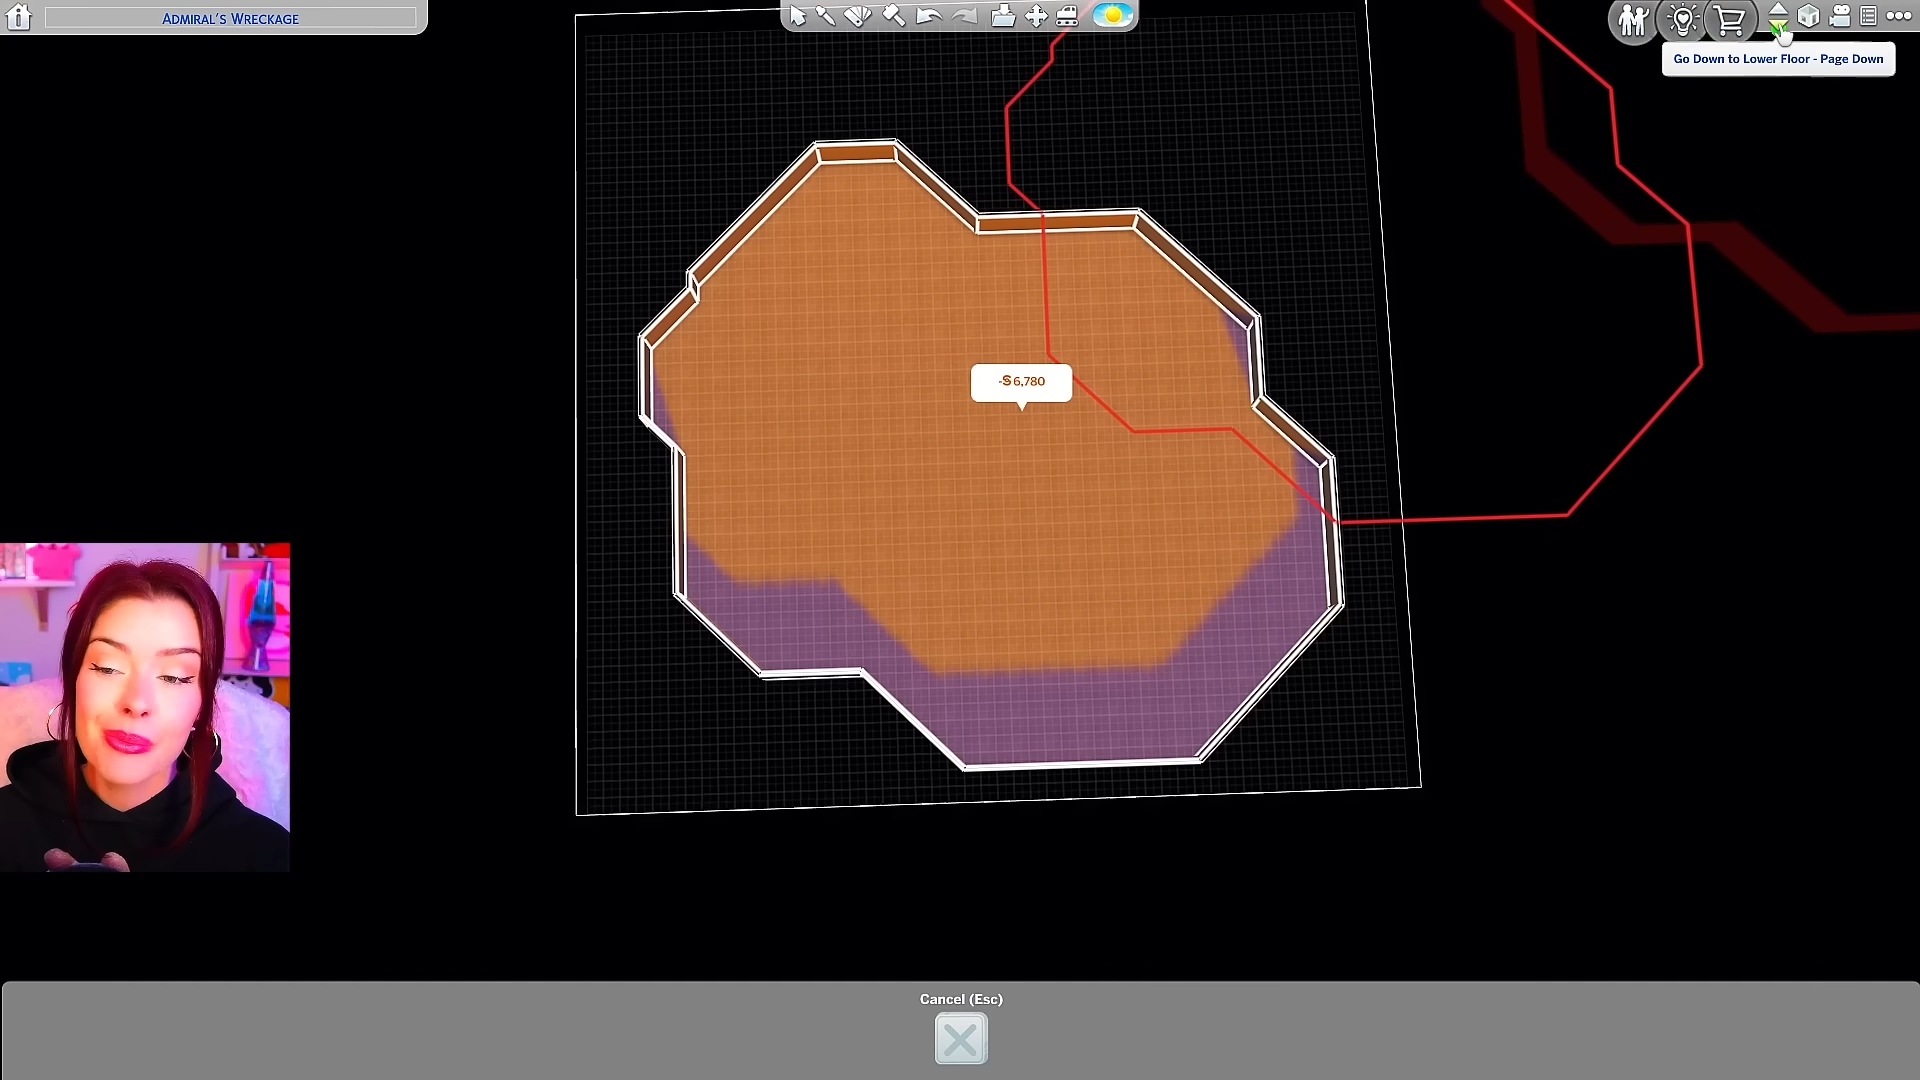 Admiral's Wreckage
Go Down to Lower Floor - Page Down
-§6,780
Cancel (Esc)